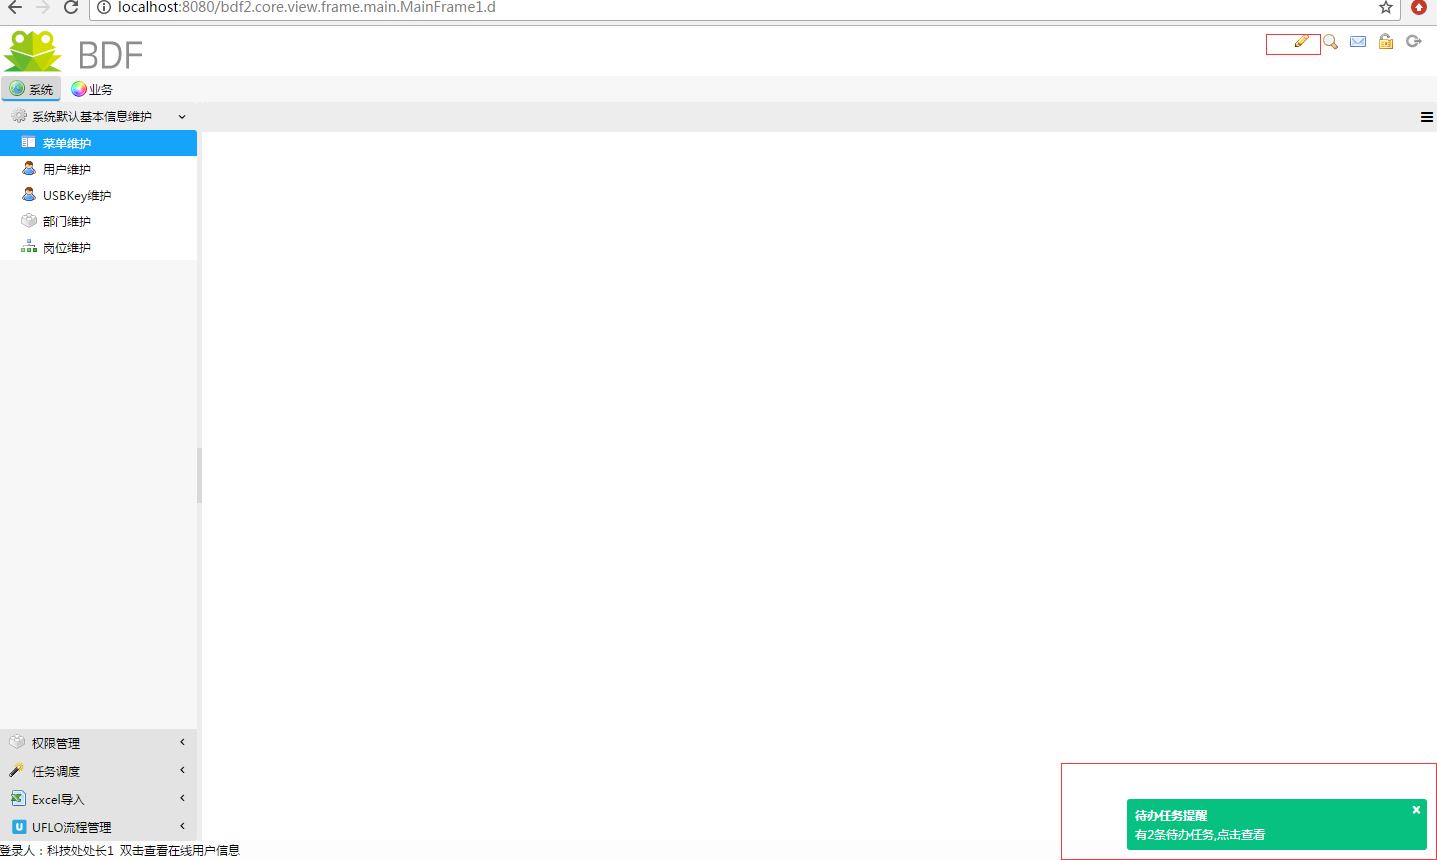 localhost:8080/bdf2.core.view.frame.main.MainFrame1.d
BDF
系统 业务
系统默认基本信息维护
菜单维护
用户维护
USBKey维护
部门维护
岗位维护
权限管理
任务调度
Excel导入
UFLO流程管理
待办任务提醒
有2条待办任务,点击查看
登录人：科技处处长1 双击查看在线用户信息